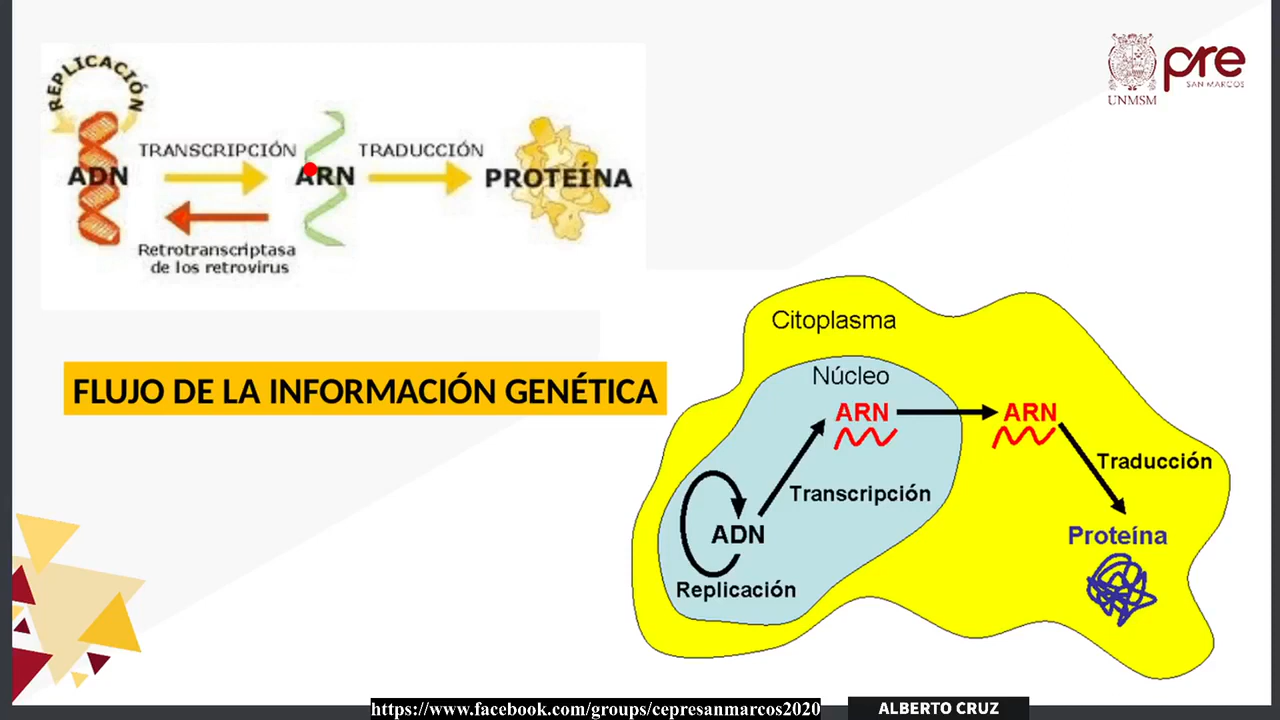 REPLICACIÓN
TRANSCRIPCIÓN
TRADUCCIÓN
ADN
ARN
PROTEÍNA
Retrotranscriptasa
de los retrovirus
UNMSM
pre
SAN MARCOS
FLUJO DE LA INFORMACIÓN GENÉTICA
Citoplasma
Núcleo
ARN
ARN
Traducción
Transcripción
ADN
Proteína
Replicación
https://www.facebook.com/groups/cepresanmarcos2020
ALBERTO CRUZ